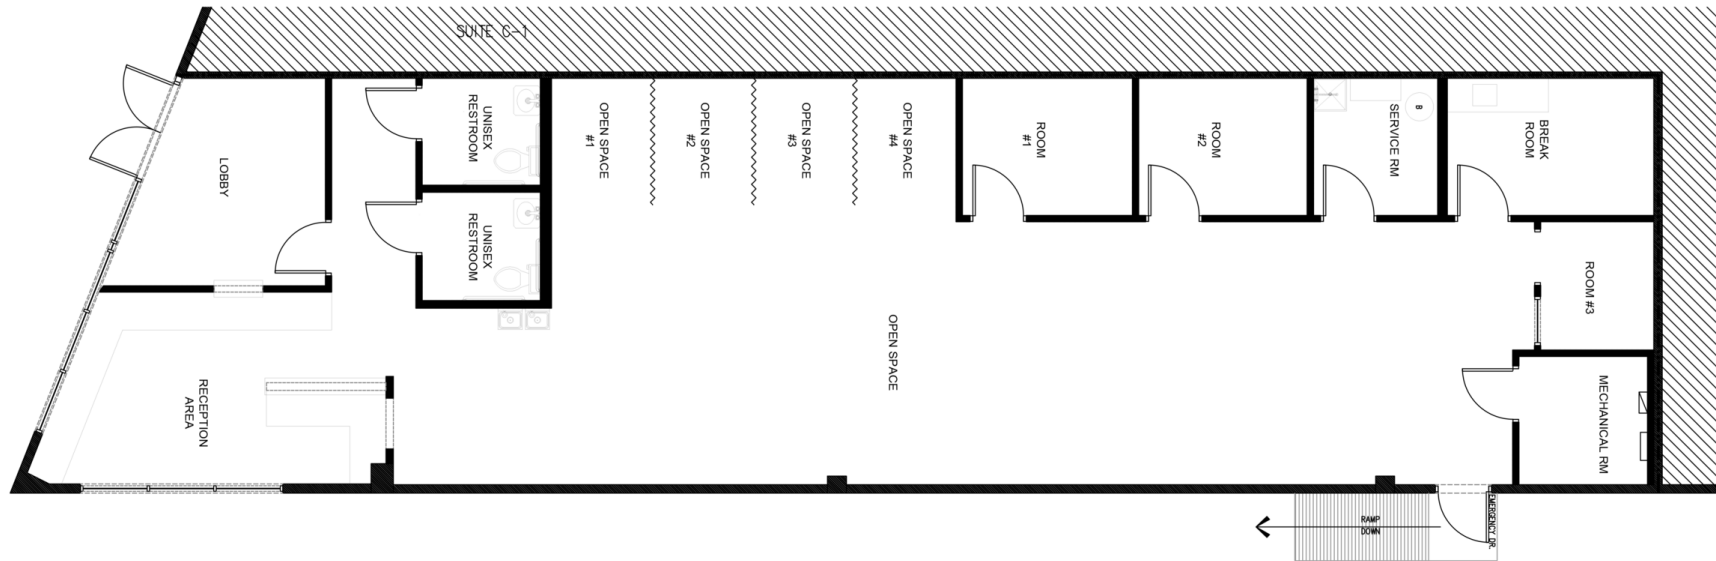 SUITE C-1
LOBBY
UNISEX
RESTROOM
UNISEX
RESTROOM
OPEN SPACE
#1
OPEN SPACE
#2
OPEN SPACE
#3
OPEN SPACE
#4
ROOM
#1
ROOM
#2
SERVICE RM
B
BREAK
ROOM
ROOM #3
OPEN SPACE
RECEPTION
AREA
MECHANICAL RM
EMERGENCY DR.
RAMP
DOWN